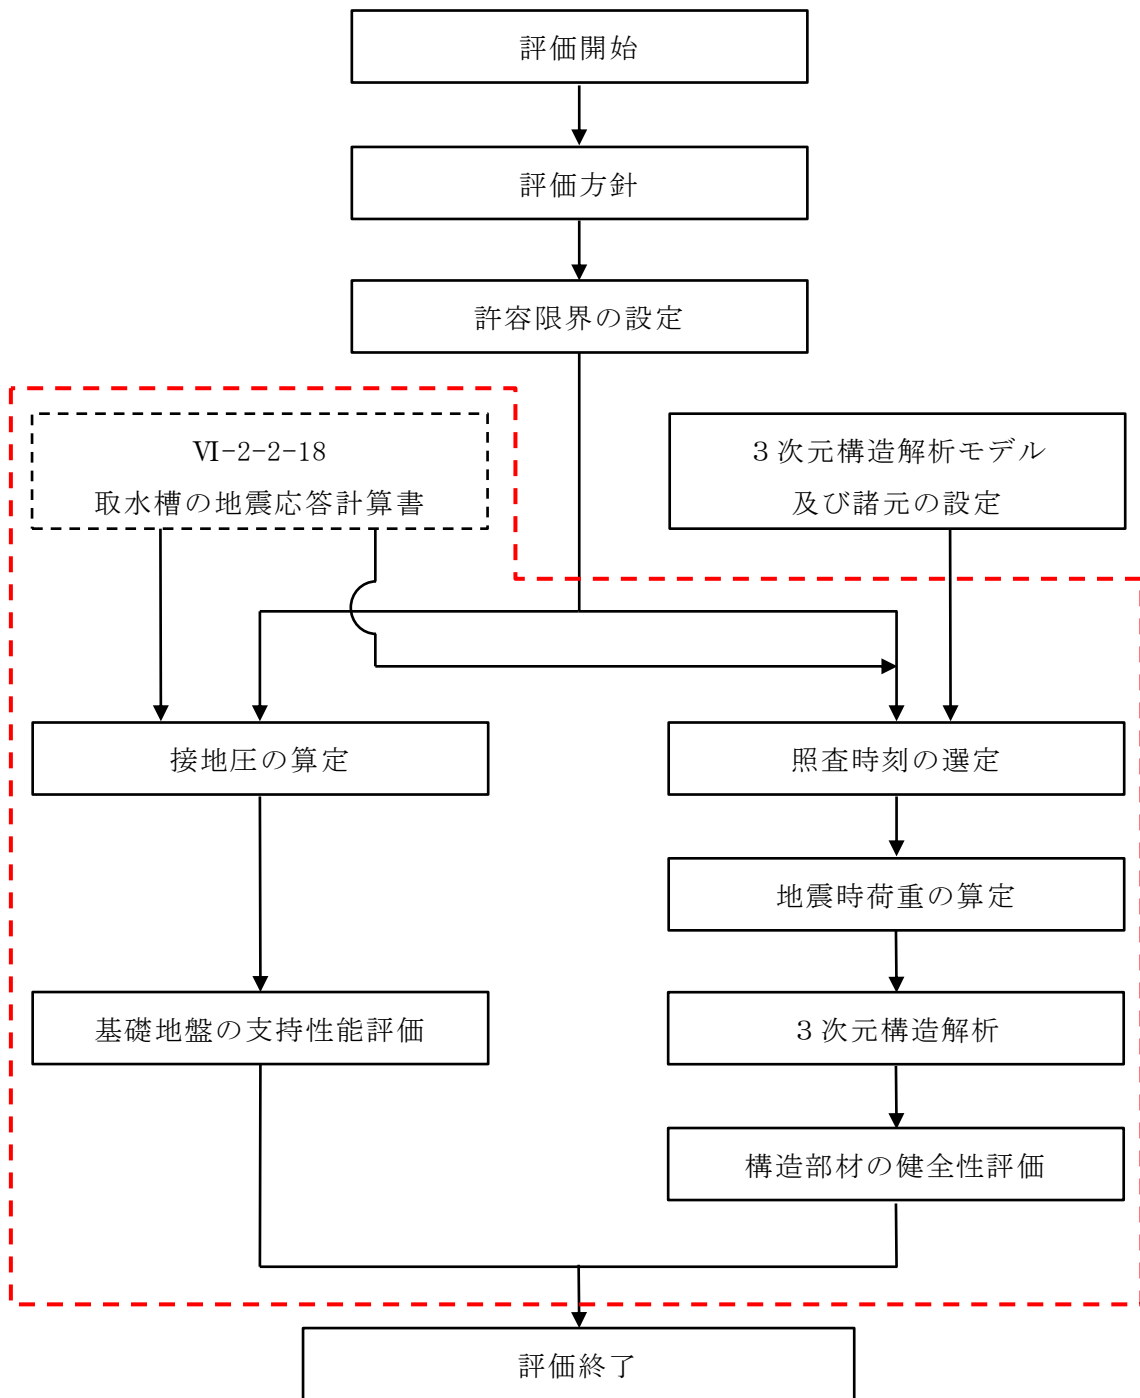 評価開始
評価方針
許容限界の設定
Ⅵ-2-2-18
取水槽の地震応答計算書
３次元構造解析モデル
及び諸元の設定
接地圧の算定
照査時刻の選定
地震時荷重の算定
基礎地盤の支持性能評価
３次元構造解析
構造部材の健全性評価
評価終了